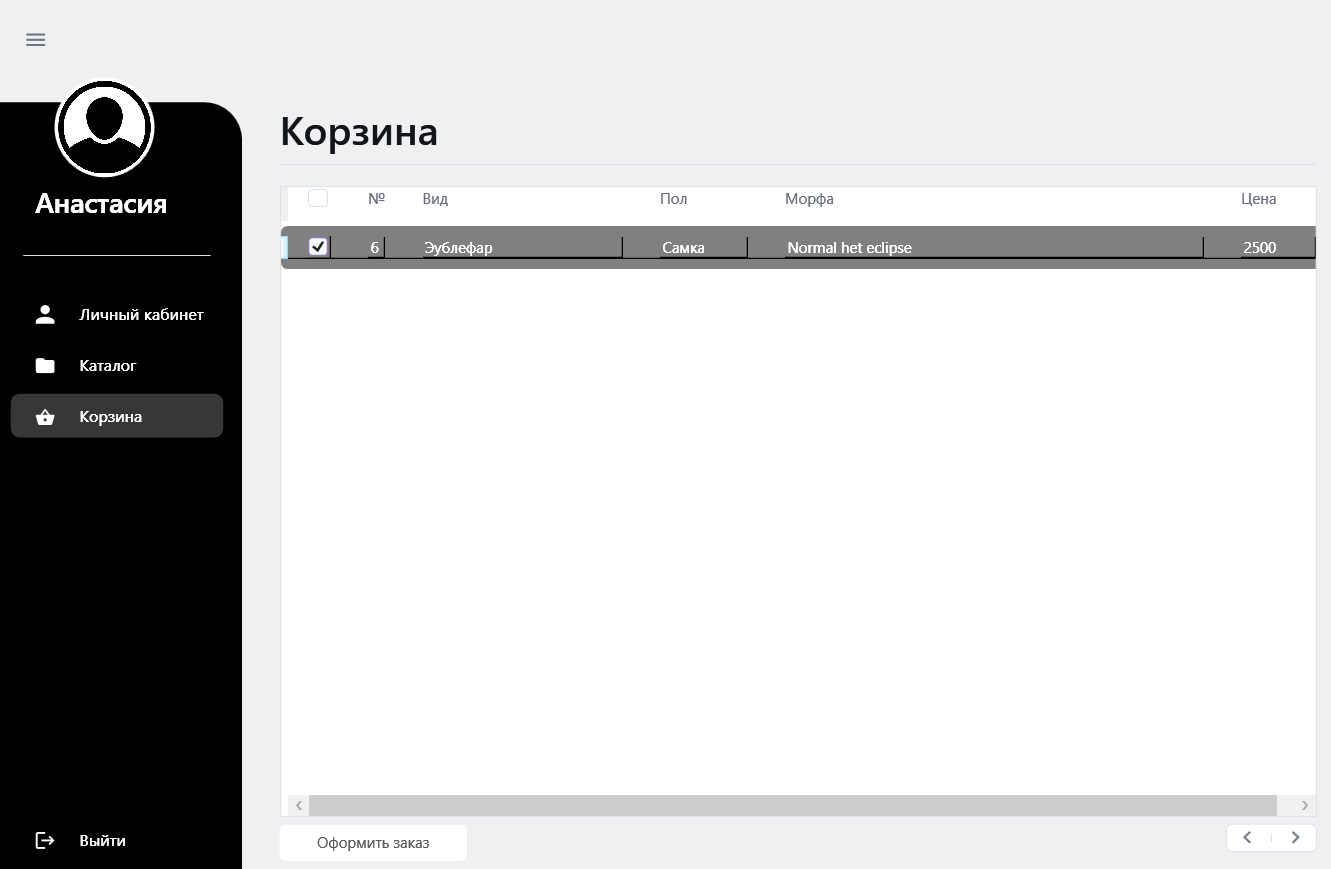 Анастасия
Личный кабинет
Каталог
Корзина
Выйти
Корзина
№ Вид Пол Морфа Цена
6 Эублефар Самка Normal het eclipse 2500
Оформить заказ